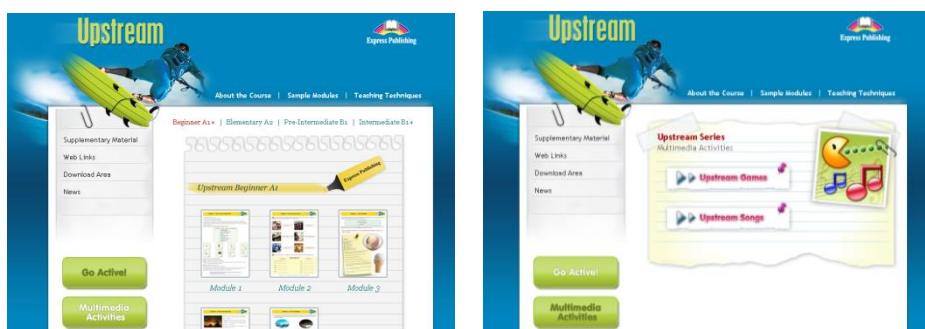 Upstream
Express Publishing
About the Course | Sample Modules | Teaching Techniques
Beginner A1+ | Elementary A2 | Pre-Intermediate B1 | Intermediate B1+
Supplementary Material
Web Links
Download Area
News
Upstream Beginner A1
Express Publishing
Module 1 Module 2 Module 3
Go Active!
Multimedia
Activities
Upstream
Express Publishing
About the Course | Sample Modules | Teaching Techniques
Supplementary Material
Web Links
Download Area
News
Upstream Series
Multimedia Activities
Upstream Games
Upstream Songs
Go Active!
Multimedia
Activities